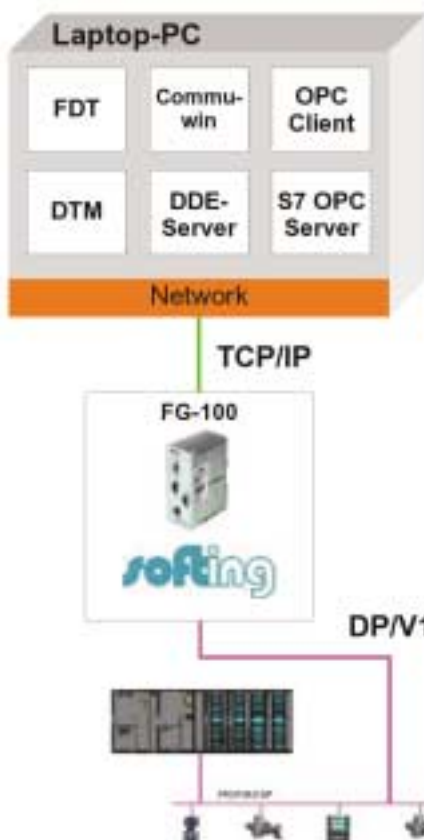 Laptop-PC
FDT
Commu-
win
OPC
Client
DTM
DDE-
Server
S7 OPC
Server
Network
TCP/IP
FG-100
softing
DP/V1